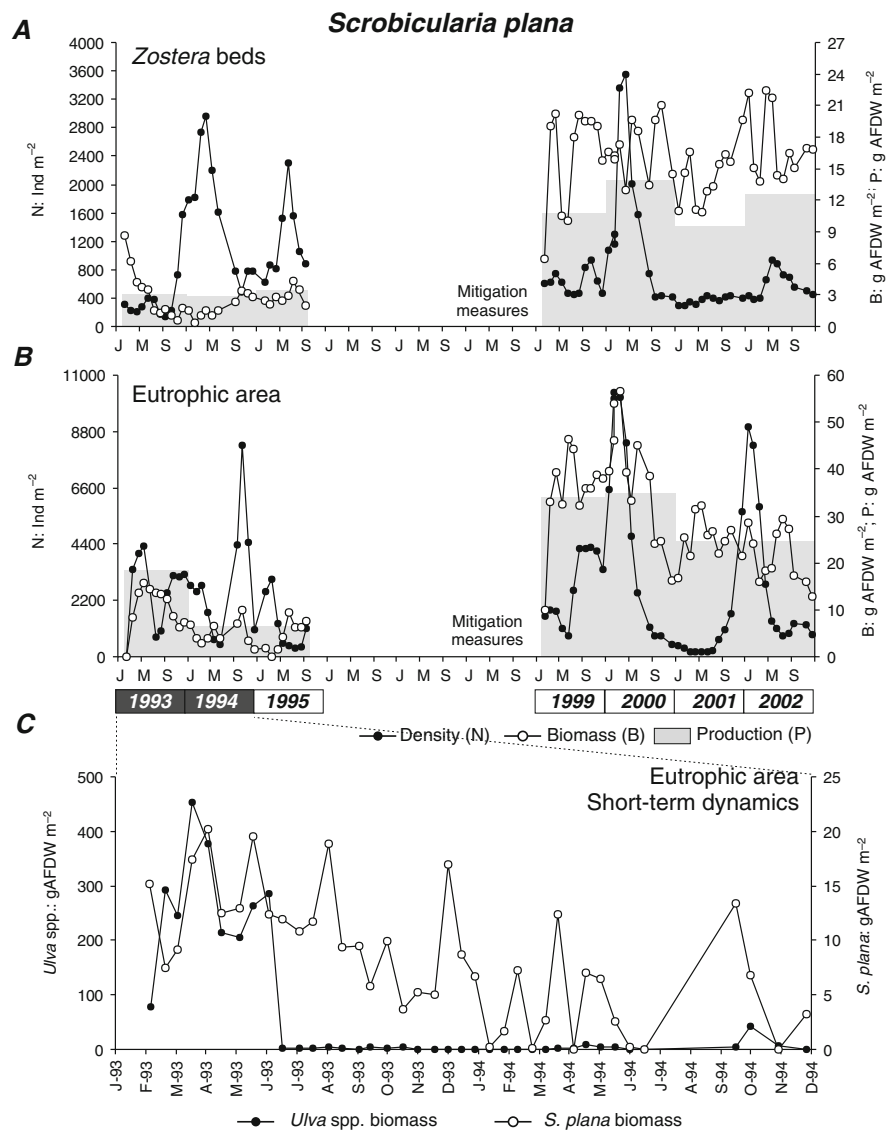 Scrobicularia plana
A
Zostera beds
4000
3600
3200
2800
2400
2000
1600
1200
800
400
0
N: Ind m−2
27
24
21
18
15
12
9
6
3
0
B: g AFDW m−2; P: g AFDW m−2
Mitigation measures
J M S J M S J M S J M S J M S J M S J M S J M S J M S J M S
B
Eutrophic area
11000
8800
6600
4400
2200
0
N: Ind m−2
60
50
40
30
20
10
0
B: g AFDW m−2; P: g AFDW m−2
Mitigation measures
J M S J M S J M S J M S J M S J M S J M S J M S J M S J M S
1993 1994 1995 1999 2000 2001 2002
Density (N) Biomass (B) Production (P)
C
Eutrophic area
Short-term dynamics
500
400
300
200
100
0
Ulva spp.: gAFDW m−2
25
20
15
10
5
0
S. plana: gAFDW m−2
J-93 F-93 M-93 A-93 M-93 J-93 J-93 A-93 S-93 O-93 N-93 D-93 J-94 F-94 M-94 A-94 M-94 J-94 J-94 A-94 S-94 O-94 N-94 D-94
Ulva spp. biomass S. plana biomass